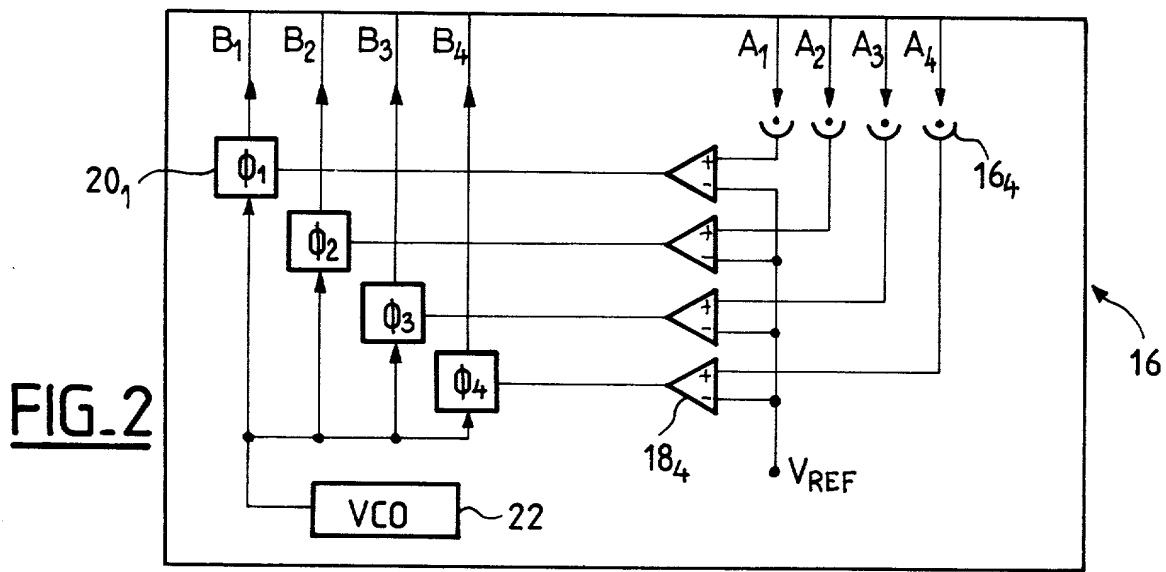 B₁ B₂ B₃ B₄ A₁ A₂ A₃ A₄
20₁ ϕ₁ + - 16₄
ϕ₂ + -
ϕ₃ + -
16
ϕ₄ + -
FIG_2
18₄ V_REF
VCO 22